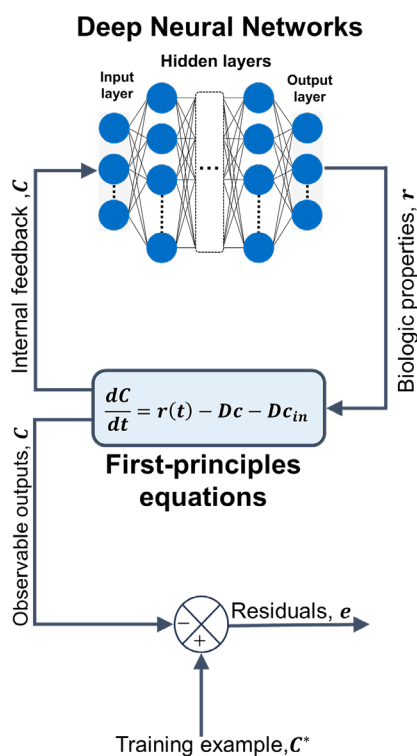 Deep Neural Networks
Hidden layers
Input
layer
Output
layer
...
Internal feedback ,C
Biologic properties, r
dC/dt = r(t) − Dc − Dc_in
First-principles
equations
Observable outputs, C
−
+
Residuals, e
Training example,C*